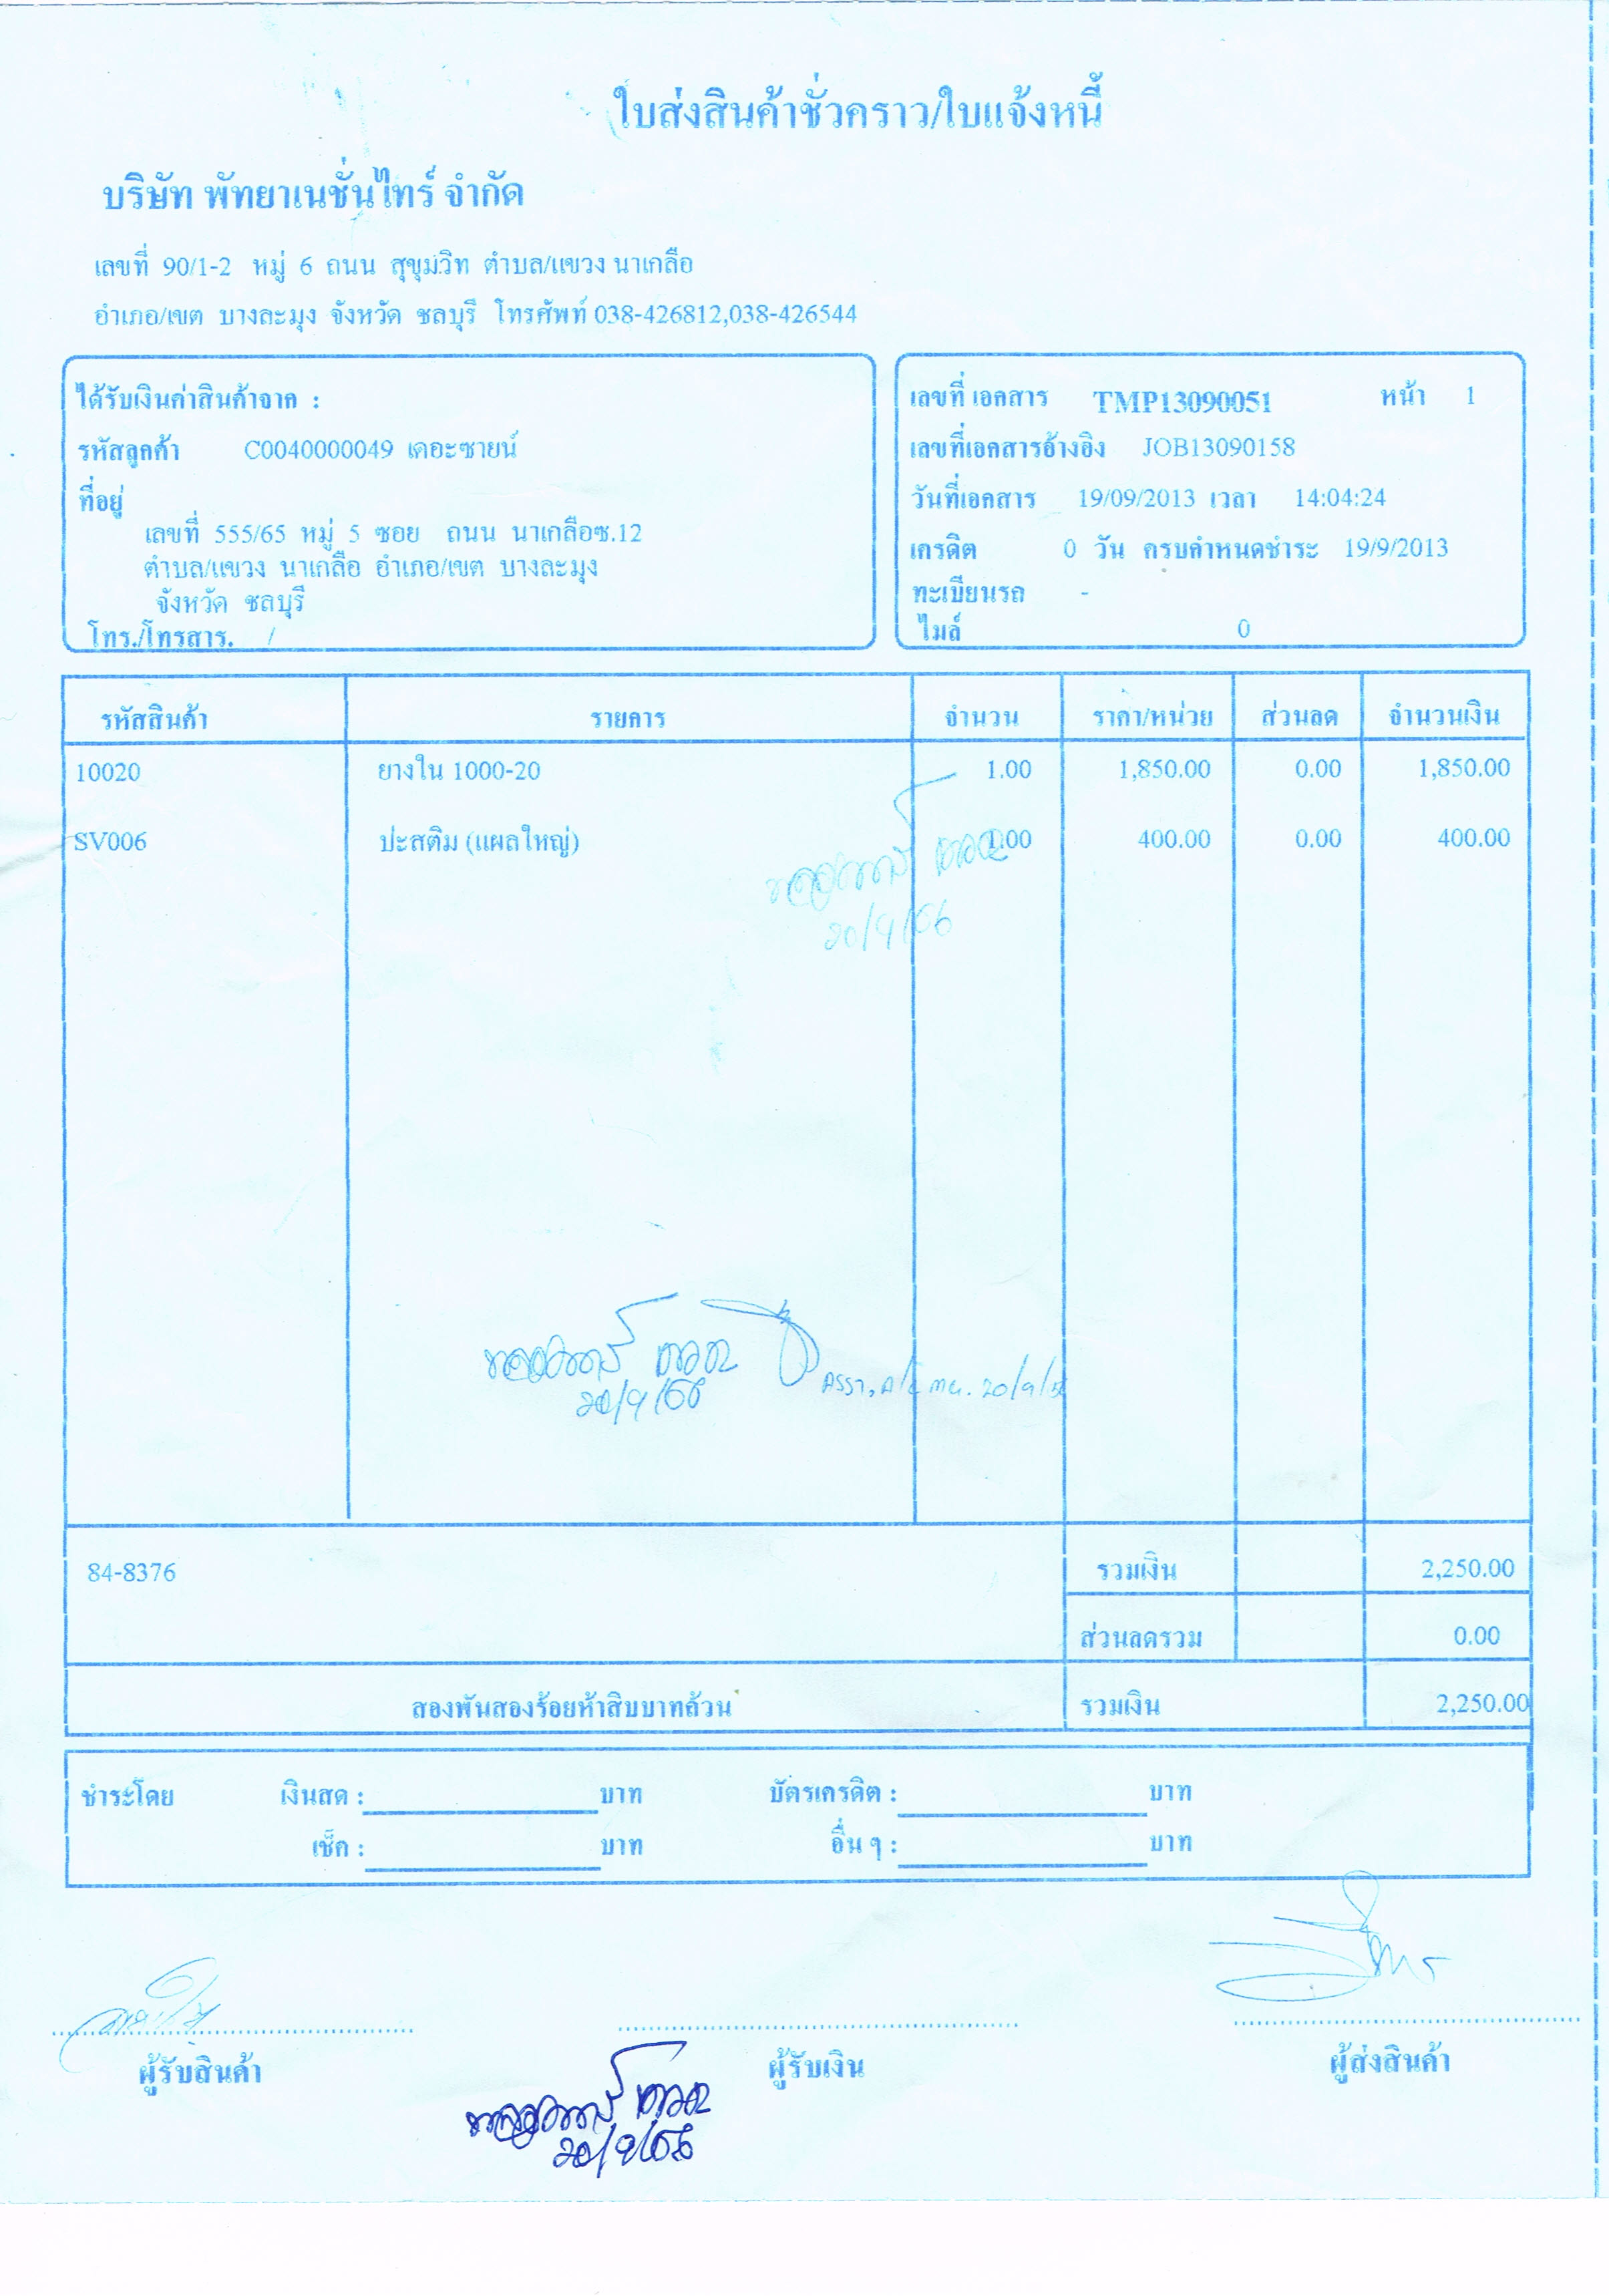 ใบส่งสินค้าชั่วคราว/ใบแจ้งหนี้
บริษัท พัทยาเนชั่นไทร์ จำกัด
เลขที่ 90/1-2 หมู่ 6 ถนน สุขุมวิท ตำบล/แขวง นาเกลือ
อำเภอ/เขต บางละมุง จังหวัด ชลบุรี โทรศัพท์ 038-426812,038-426544
ได้รับเงินค่าสินค้าจาก :
รหัสลูกค้า C0040000049 เดอะซายน์
ที่อยู่
เลขที่ 555/65 หมู่ 5 ซอย ถนน นาเกลือซ.12
ตำบล/แขวง นาเกลือ อำเภอ/เขต บางละมุง
จังหวัด ชลบุรี
โทร./โทรสาร. /
เลขที่ เอกสาร TMP13090051 หน้า 1
เลขที่เอกสารอ้างอิง JOB13090158
วันที่เอกสาร 19/09/2013 เวลา 14:04:24
เครดิต 0 วัน ครบกำหนดชำระ 19/9/2013
ทะเบียนรถ -
ไมล์ 0
รหัสสินค้า รายการ จำนวน ราคา/หน่วย ส่วนลด จำนวนเงิน
10020 ยางใน 1000-20 1.00 1,850.00 0.00 1,850.00
SV006 ปะสติม (แผลใหญ่) 1.00 400.00 0.00 400.00
20/9/56
20/9/56
20/9/56
84-8376 รวมเงิน 2,250.00
ส่วนลดรวม 0.00
สองพันสองร้อยห้าสิบบาทถ้วน รวมเงิน 2,250.00
ชำระโดย เงินสด : บาท บัตรเครดิต : บาท
เช็ค : บาท อื่น ๆ : บาท
ผู้รับสินค้า ผู้รับเงิน ผู้ส่งสินค้า
20/9/56